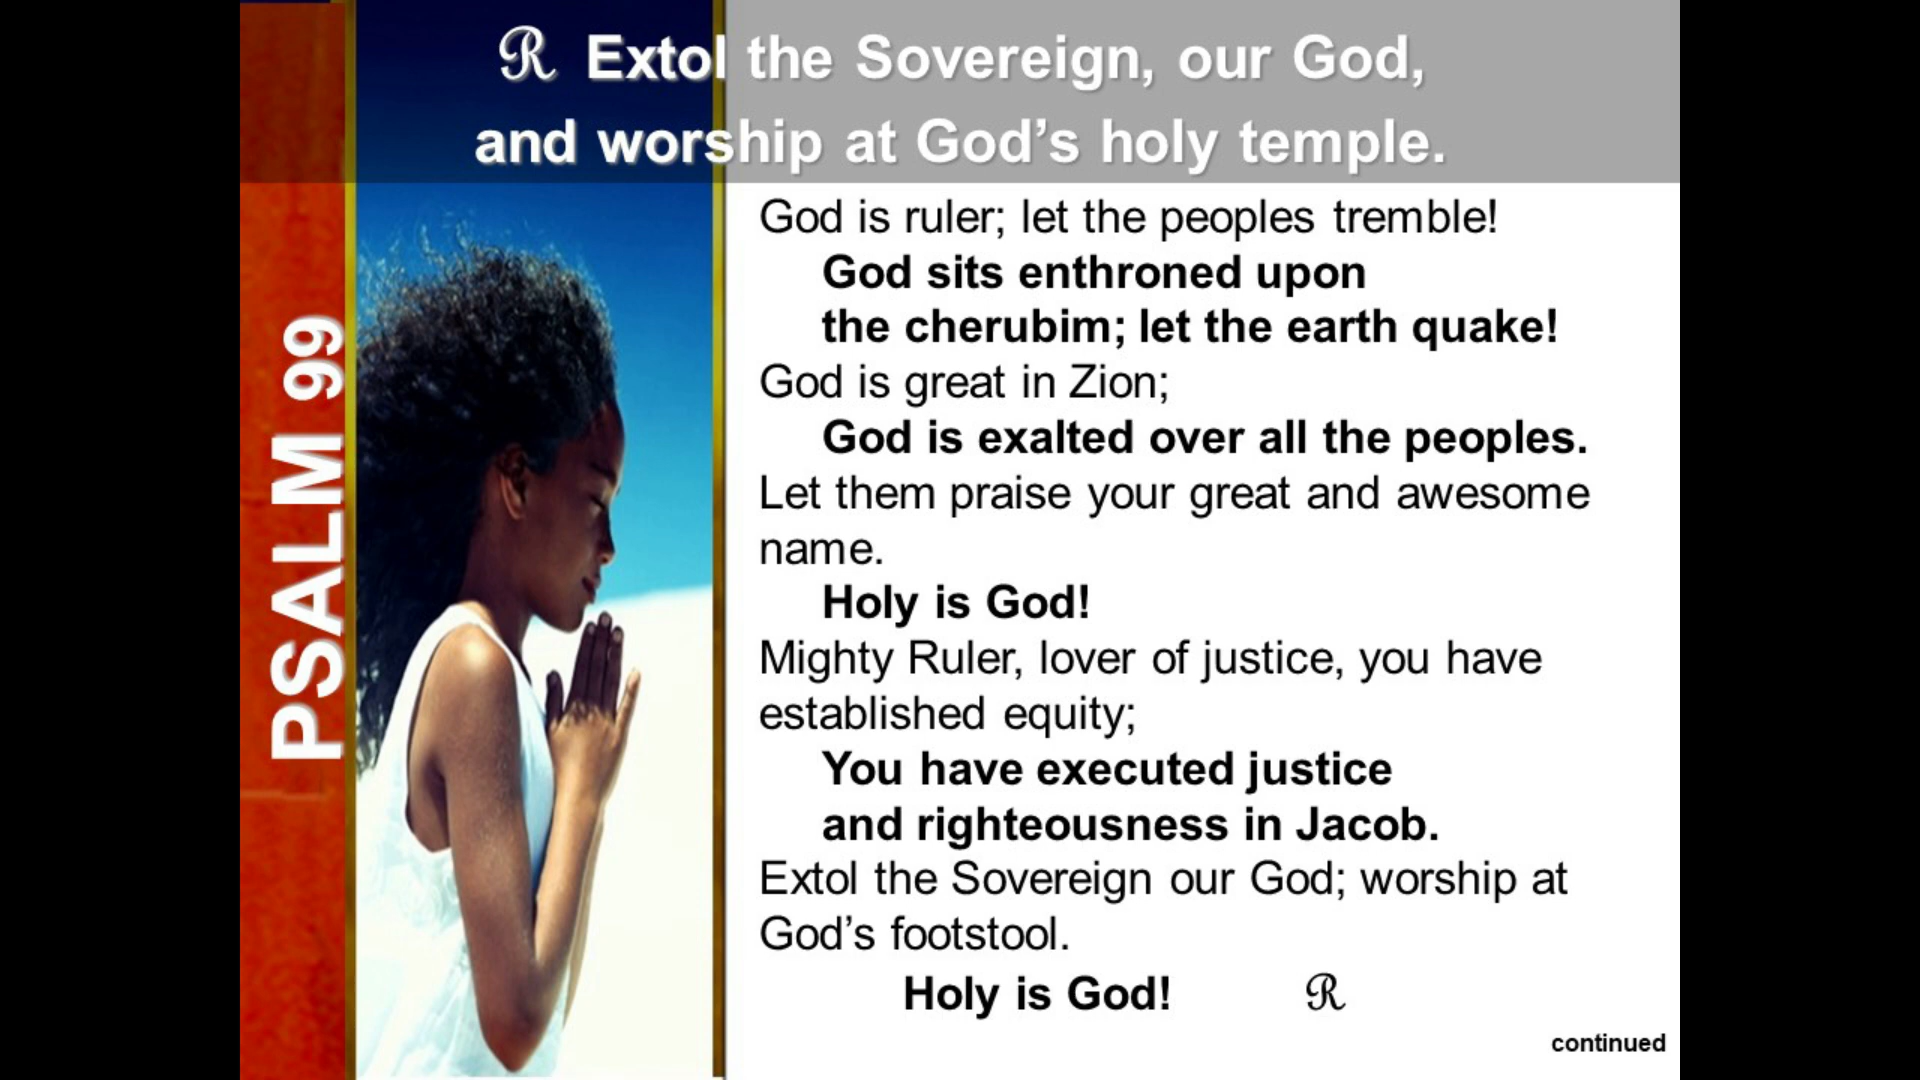 ℛ Extol the Sovereign, our God,
and worship at God’s holy temple.
PSALM 99
God is ruler; let the peoples tremble!
God sits enthroned upon
the cherubim; let the earth quake!
God is great in Zion;
God is exalted over all the peoples.
Let them praise your great and awesome
name.
Holy is God!
Mighty Ruler, lover of justice, you have
established equity;
You have executed justice
and righteousness in Jacob.
Extol the Sovereign our God; worship at
God’s footstool.
Holy is God! ℛ
continued